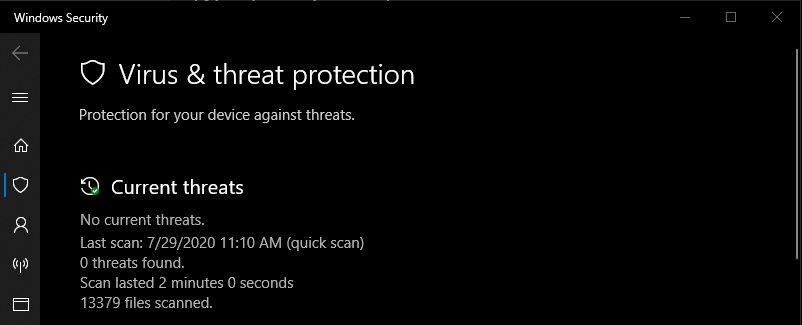 Windows Security
Virus & threat protection
Protection for your device against threats.
Current threats
No current threats.
Last scan: 7/29/2020 11:10 AM (quick scan)
0 threats found.
Scan lasted 2 minutes 0 seconds
13379 files scanned.